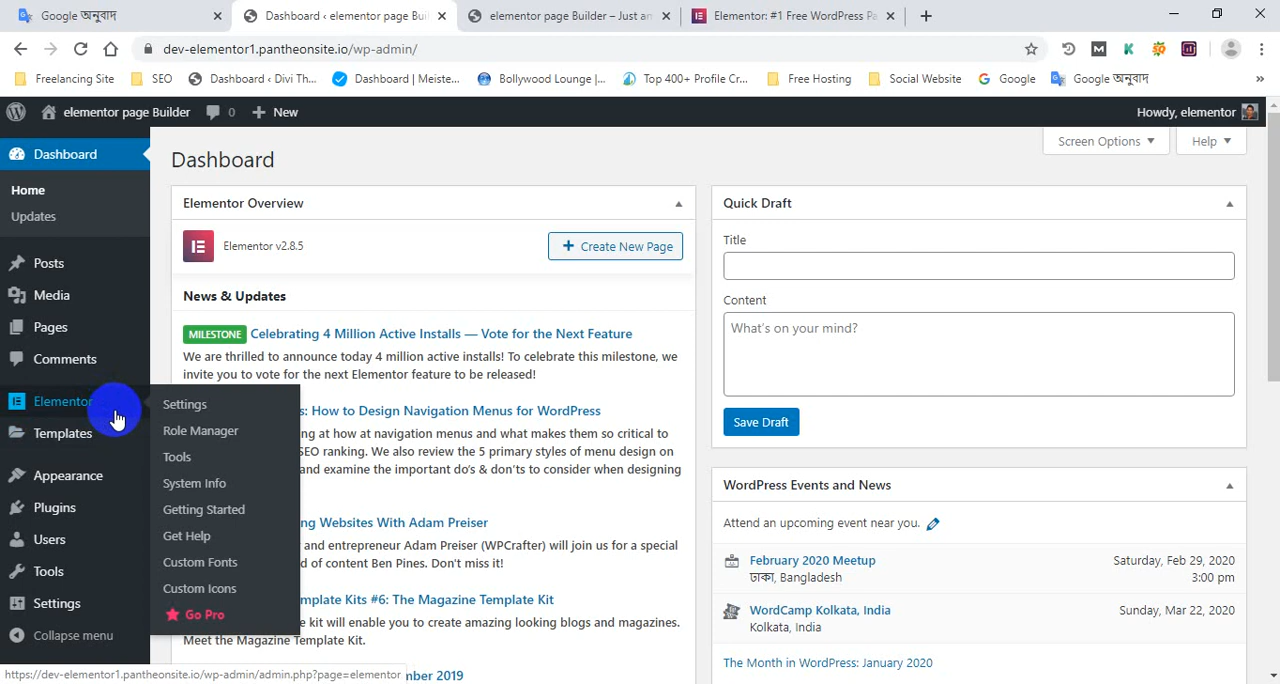 Google অনুবাদ
Dashboard ‹ elementor page Buil
elementor page Builder – Just an
Elementor: #1 Free WordPress Pa
dev-elementor1.pantheonsite.io/wp-admin/
Freelancing Site
SEO
Dashboard ‹ Divi Th...
Dashboard | Meiste...
Bollywood Lounge |...
Top 400+ Profile Cr...
Free Hosting
Social Website
Google
Google অনুবাদ
»
elementor page Builder
0
New
Howdy, elementor
Dashboard
Home
Updates
Posts
Media
Pages
Comments
Elementor
Templates
Appearance
Plugins
Users
Tools
Settings
Collapse menu
Settings
Role Manager
Tools
System Info
Getting Started
Get Help
Custom Fonts
Custom Icons
Go Pro
Screen Options
Help
Dashboard
Elementor Overview
Elementor v2.8.5
Create New Page
News & Updates
MILESTONE Celebrating 4 Million Active Installs — Vote for the Next Feature
We are thrilled to announce today 4 million active installs! To celebrate this milestone, we
invite you to vote for the next Elementor feature to be released!
s: How to Design Navigation Menus for WordPress
ng at how at navigation menus and what makes them so critical to
SEO ranking. We also review the 5 primary styles of menu design on
and examine the important do's & don'ts to consider when designing
ng Websites With Adam Preiser
and entrepreneur Adam Preiser (WPCrafter) will join us for a special
d of content Ben Pines. Don't miss it!
mplate Kits #6: The Magazine Template Kit
e kit will enable you to create amazing looking blogs and magazines.
Meet the Magazine Template Kit.
nber 2019
Quick Draft
Title
Content
What's on your mind?
Save Draft
WordPress Events and News
Attend an upcoming event near you.
February 2020 Meetup
ঢাকা, Bangladesh
Saturday, Feb 29, 2020
3:00 pm
WordCamp Kolkata, India
Kolkata, India
Sunday, Mar 22, 2020
The Month in WordPress: January 2020
https://dev-elementor1.pantheonsite.io/wp-admin/admin.php?page=elementor